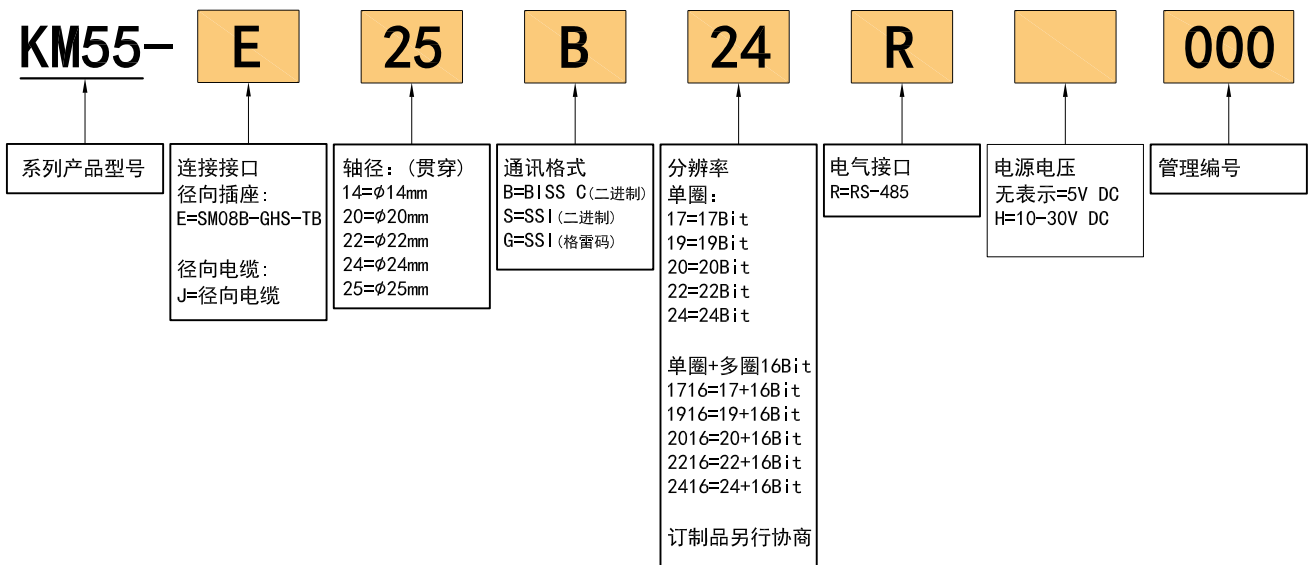 KM55- E 25 B 24 R 000
系列产品型号
连接接口
径向插座:
E=SM08B-GHS-TB
径向电缆:
J=径向电缆
轴径: (贯穿)
14=Φ14mm
20=Φ20mm
22=Φ22mm
24=Φ24mm
25=Φ25mm
通讯格式
B=BISS C(二进制)
S=SSI(二进制)
G=SSI(格雷码)
分辨率
单圈:
17=17Bit
19=19Bit
20=20Bit
22=22Bit
24=24Bit
单圈+多圈16Bit
1716=17+16Bit
1916=19+16Bit
2016=20+16Bit
2216=22+16Bit
2416=24+16Bit
订制品另行协商
电气接口
R=RS-485
电源电压
无表示=5V DC
H=10-30V DC
管理编号